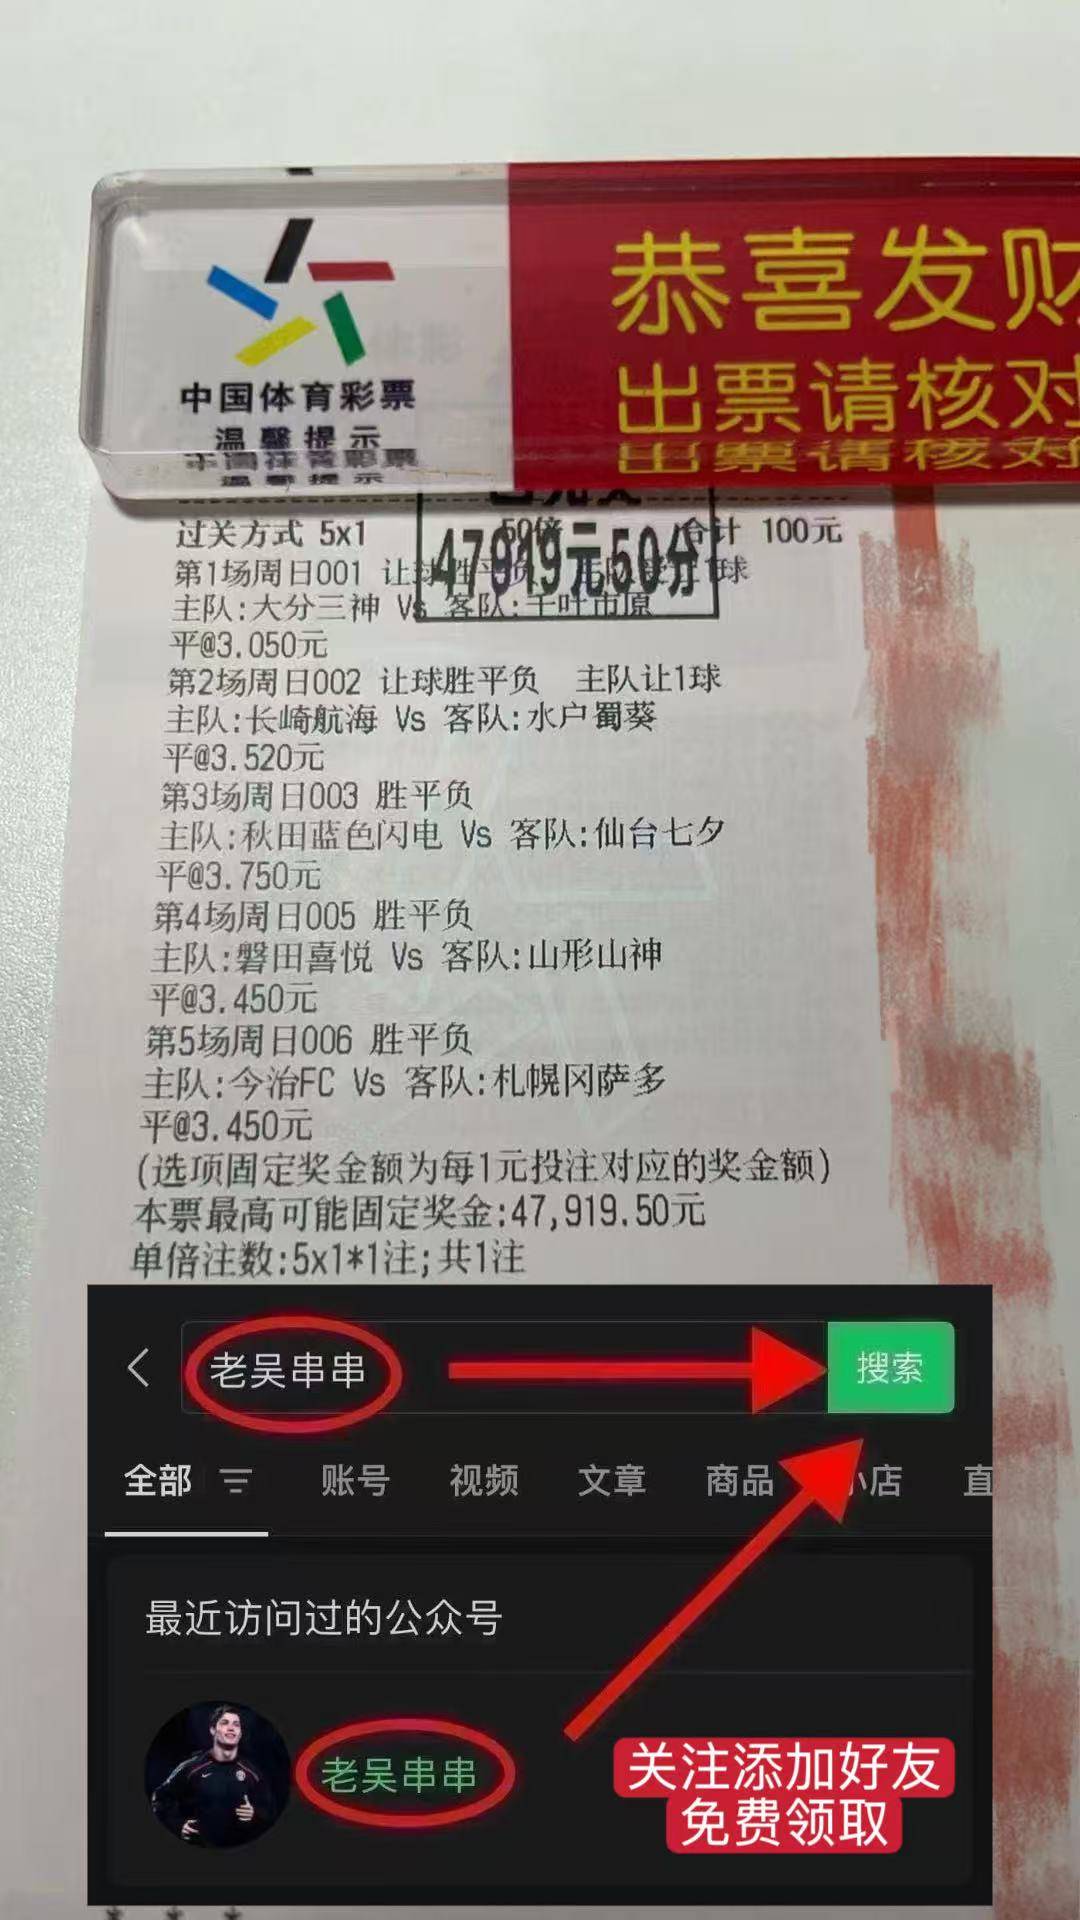 恭喜发财
出票请核对
中国体育彩票
温馨提示
过关方式 5x1 50倍 合计 100元
47919元50分
第1场周日001 让球胜平负 1球
主队:大分三神 Vs 客队:千叶市原
平@3.050元
第2场周日002 让球胜平负 主队让1球
主队:长崎航海 Vs 客队:水户蜀葵
平@3.520元
第3场周日003 胜平负
主队:秋田蓝色闪电 Vs 客队:仙台七夕
平@3.750元
第4场周日005 胜平负
主队:磐田喜悦 Vs 客队:山形山神
平@3.450元
第5场周日006 胜平负
主队:今治FC Vs 客队:札幌冈萨多
平@3.450元
(选项固定奖金额为每1元投注对应的奖金额)
本票最高可能固定奖金:47,919.50元
单倍注数:5x1*1注;共1注
老吴串串 搜索
全部 账号 视频 文章 商品 小店 直
最近访问过的公众号
老吴串串
关注添加好友
免费领取